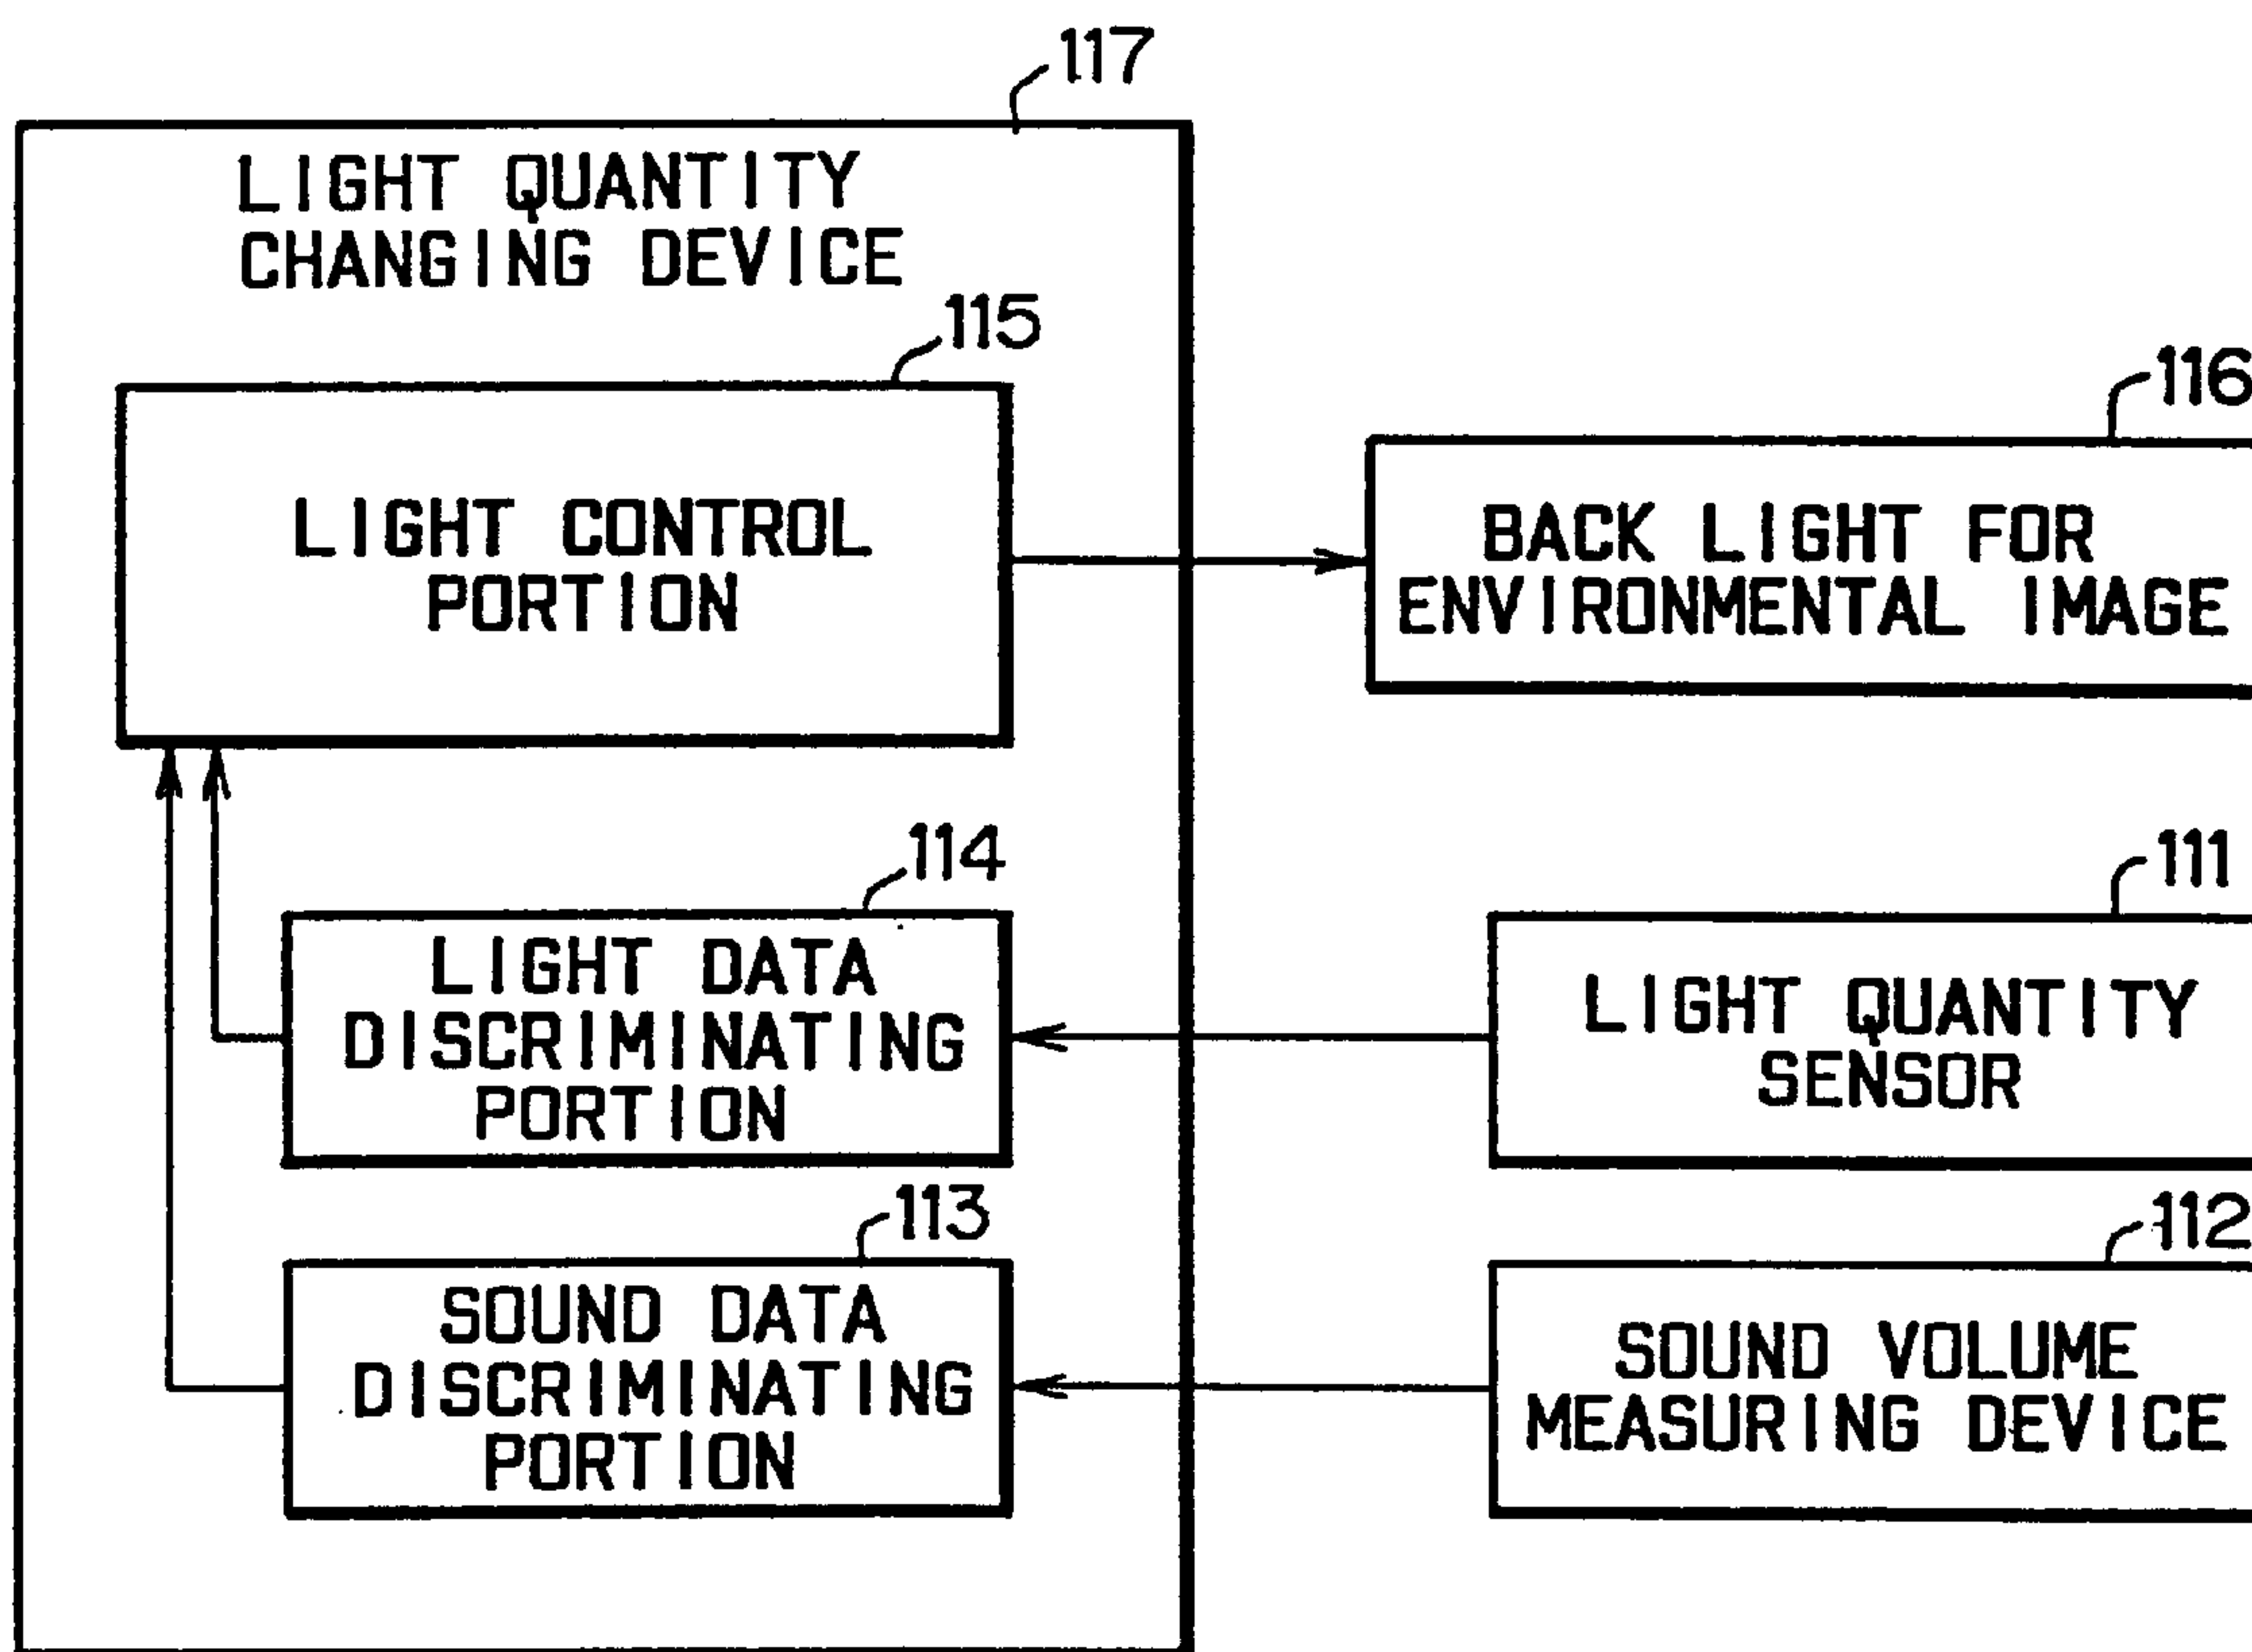 117
LIGHT QUANTITY
CHANGING DEVICE
115
LIGHT CONTROL
PORTION
116
BACK LIGHT FOR
ENVIRONMENTAL IMAGE
114
LIGHT DATA
DISCRIMINATING
PORTION
111
LIGHT QUANTITY
SENSOR
113
SOUND DATA
DISCRIMINATING
PORTION
112
SOUND VOLUME
MEASURING DEVICE